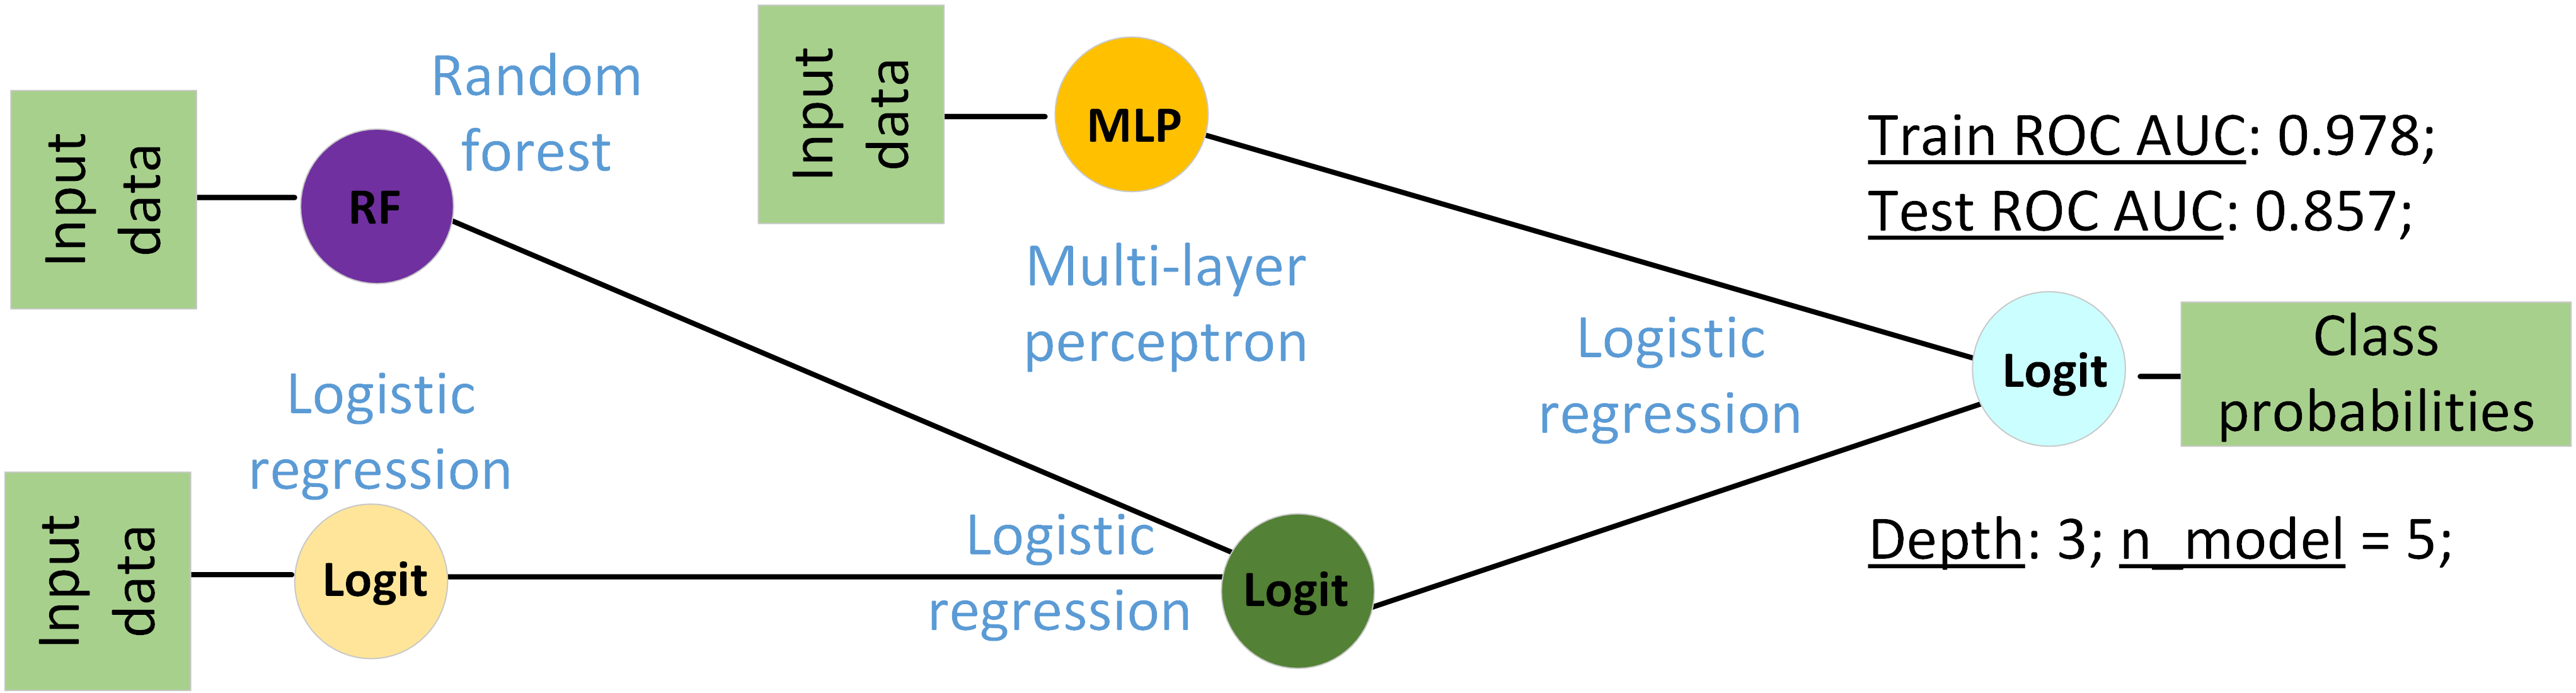 Input
data
RF
Random
forest
Input
data
MLP
Multi-layer
perceptron
Train ROC AUC: 0.978;
Test ROC AUC: 0.857;
Logistic
regression
Input
data
Logit
Logistic
regression
Logit
Logistic
regression
Logit
Class
probabilities
Depth: 3; n_model = 5;